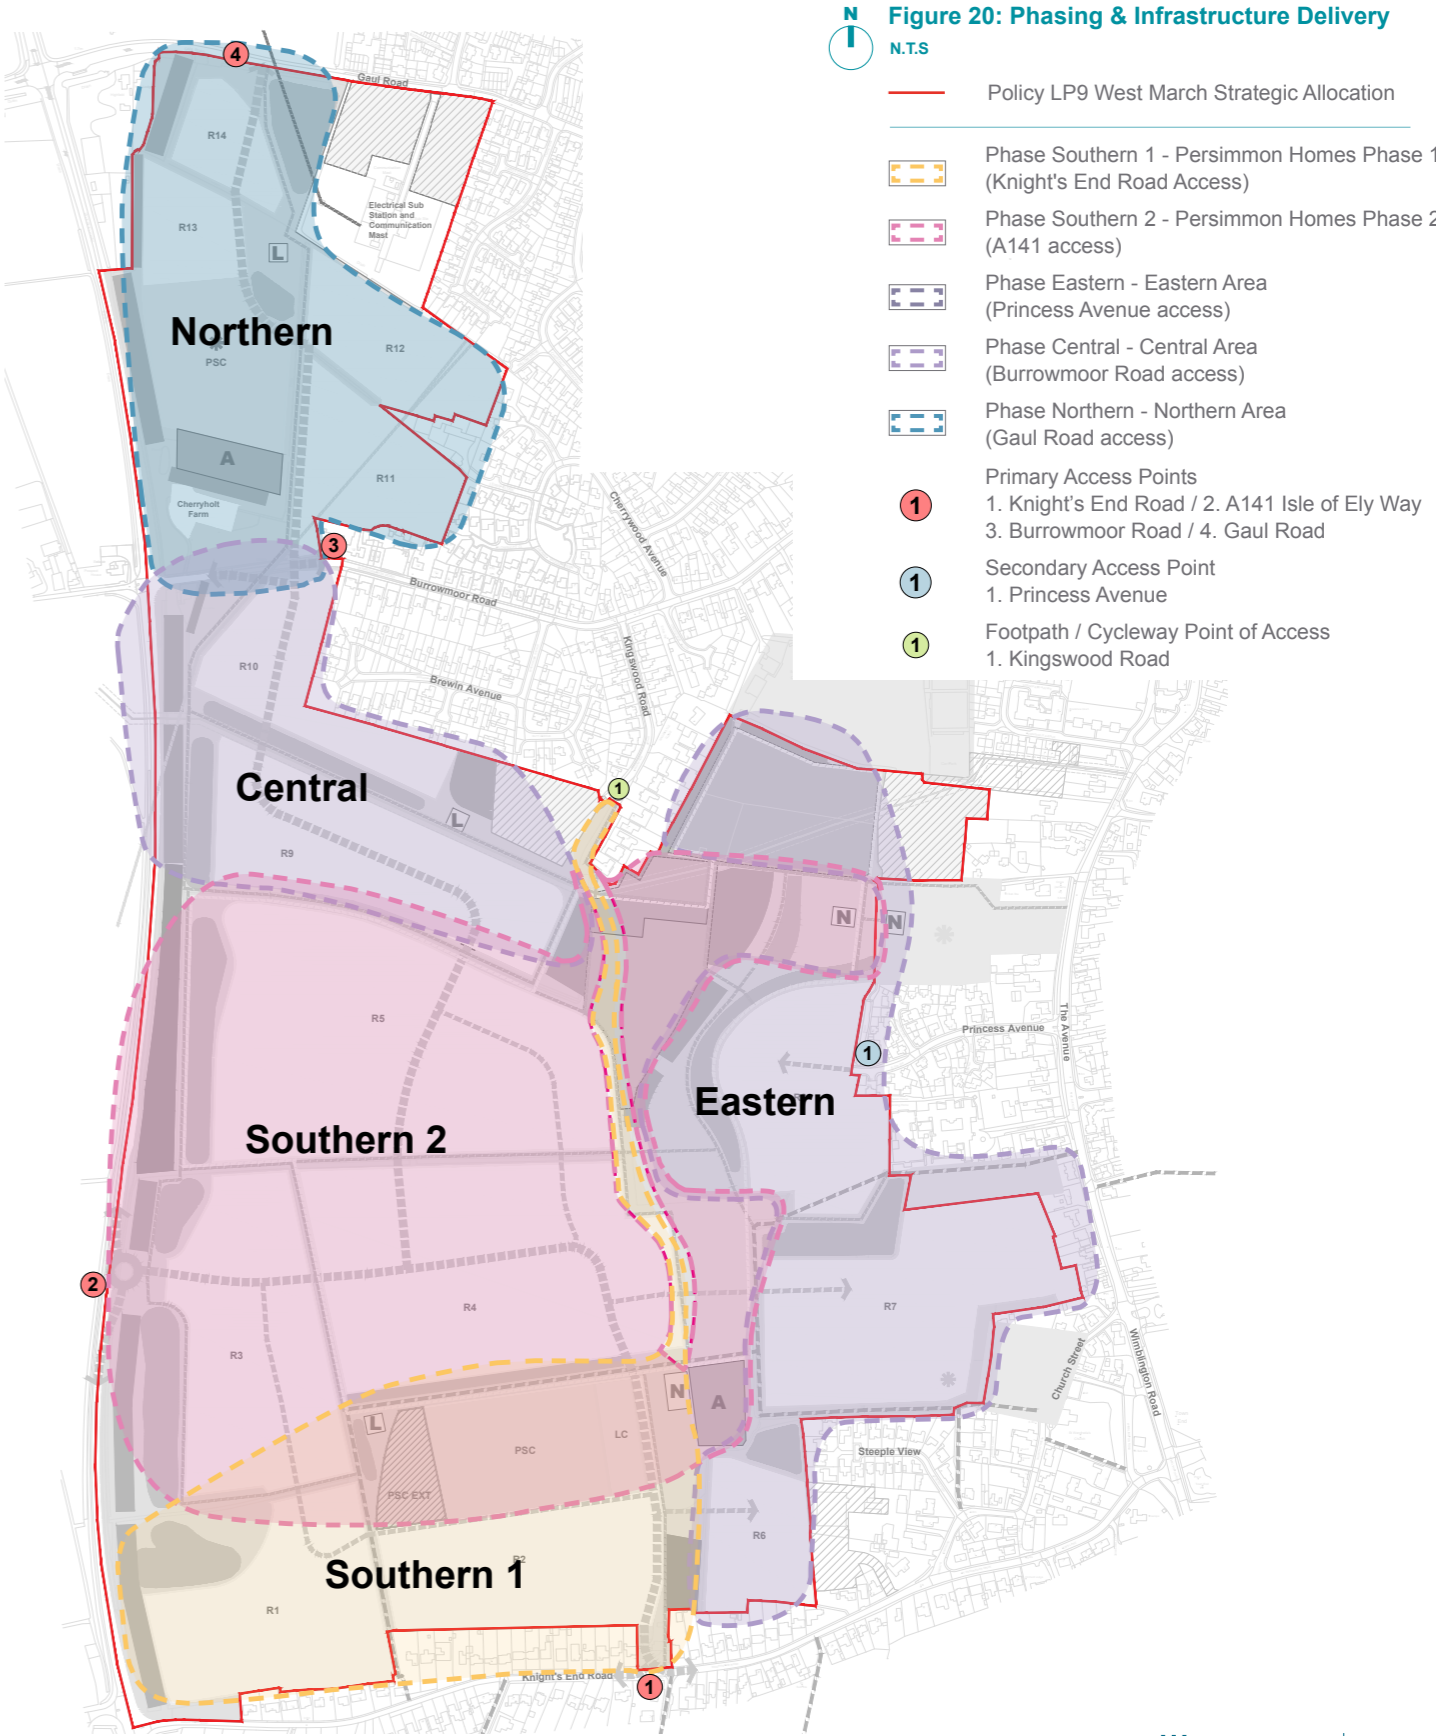 N
Figure 20: Phasing & Infrastructure Delivery
N.T.S
Policy LP9 West March Strategic Allocation
Phase Southern 1 - Persimmon Homes Phase 1
(Knight's End Road Access)
Phase Southern 2 - Persimmon Homes Phase 2
(A141 access)
Phase Eastern - Eastern Area
(Princess Avenue access)
Phase Central - Central Area
(Burrowmoor Road access)
Phase Northern - Northern Area
(Gaul Road access)
Primary Access Points
1
1. Knight's End Road / 2. A141 Isle of Ely Way
3. Burrowmoor Road / 4. Gaul Road
Secondary Access Point
1
1. Princess Avenue
Footpath / Cycleway Point of Access
1
1. Kingswood Road
4
Gaul Road
R14
Electrical Sub
Station and
Communication
Mast
R13
L
Northern
R12
PSC
A
R11
Cherryholt
Farm
Cherrywood Avenue
3
Burrowmoor Road
R10
Kingswood Road
Brewin Avenue
Central
1
L
R9
N
N
R5
Princess Avenue
The Avenue
1
Eastern
Southern 2
2
R4
R7
R3
Church Street
Wimblington Road
N
A
L
LC
PSC
Steeple View
PSC EXT
R6
R2
Southern 1
R1
Knight's End Road
1